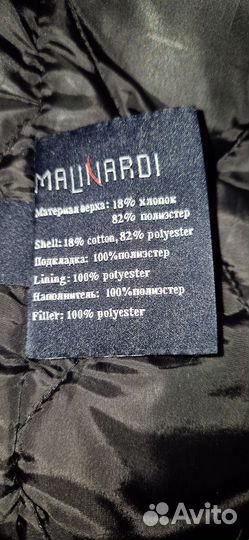 MALINARDI
Материал верха: 18% хлопок
82% полиэстер
Shell: 18% cotton, 82% polyester
Подкладка: 100%полиэстер
Lining: 100% polyester
Наполнитель: 100%полиэстер
Filler: 100% polyester
Avito